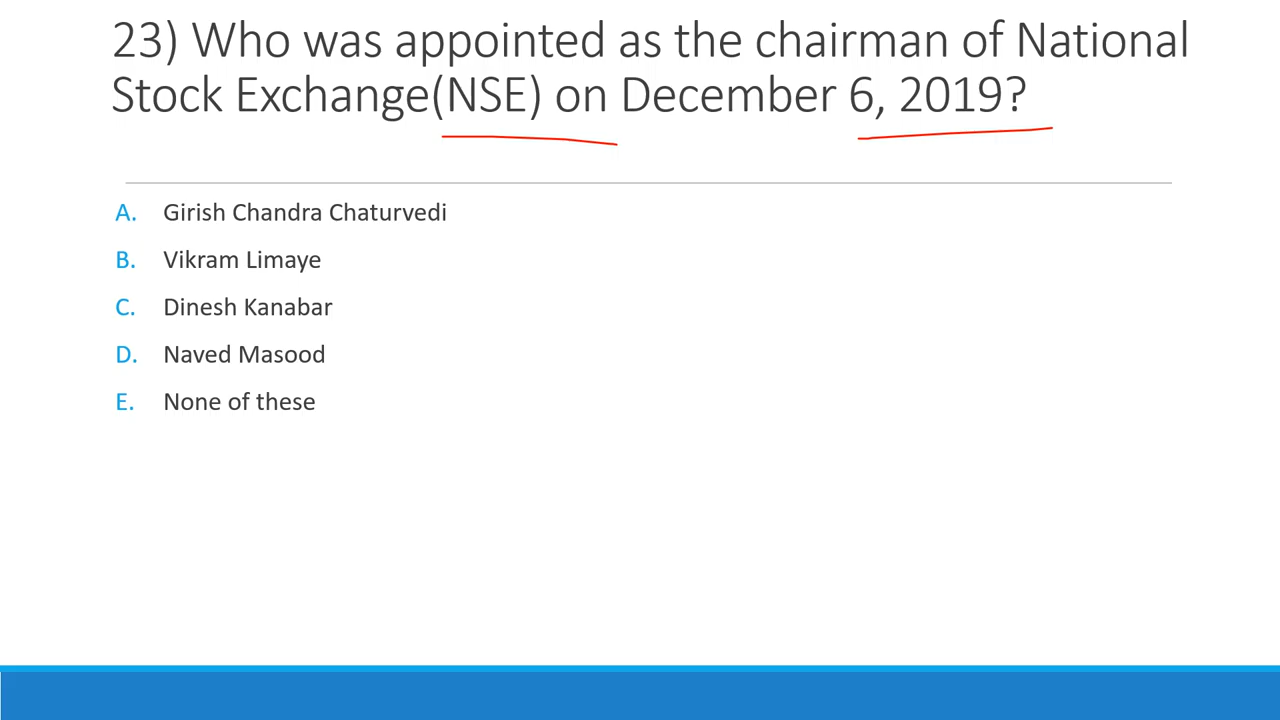 23) Who was appointed as the chairman of National
Stock Exchange(NSE) on December 6, 2019?
A. Girish Chandra Chaturvedi
B. Vikram Limaye
C. Dinesh Kanabar
D. Naved Masood
E. None of these